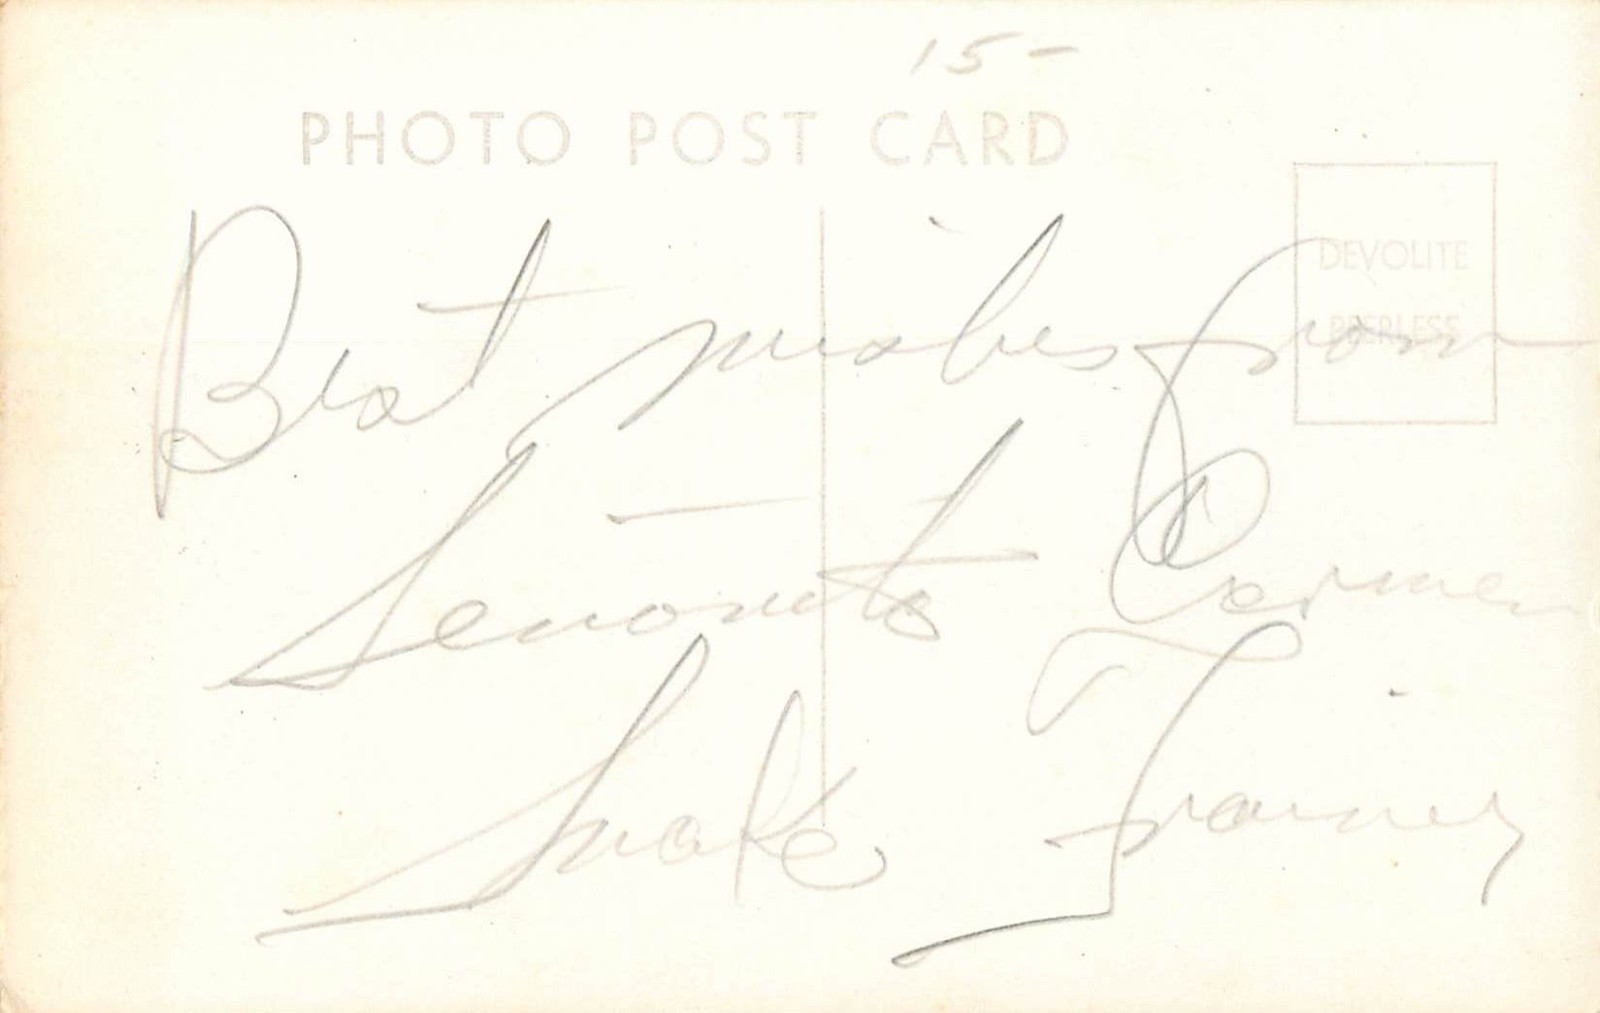 15-
PHOTO POST CARD
DEVOLITE
PEERLESS
Best wishes from
Senorita Carmen
Snake Trainer